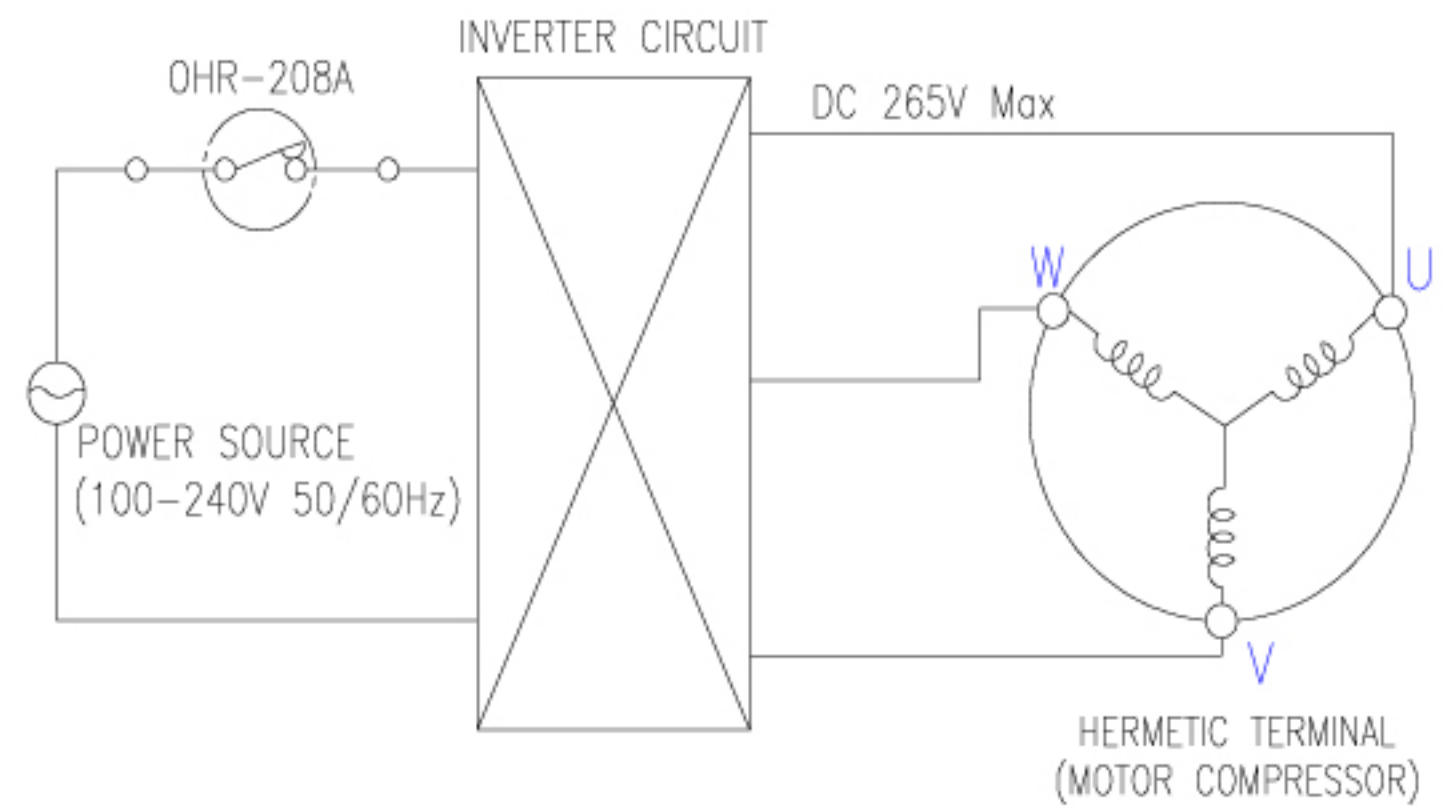 INVERTER CIRCUIT
OHR-208A
DC 265V Max
W
U
POWER SOURCE
(100-240V 50/60Hz)
V
HERMETIC TERMINAL
(MOTOR COMPRESSOR)